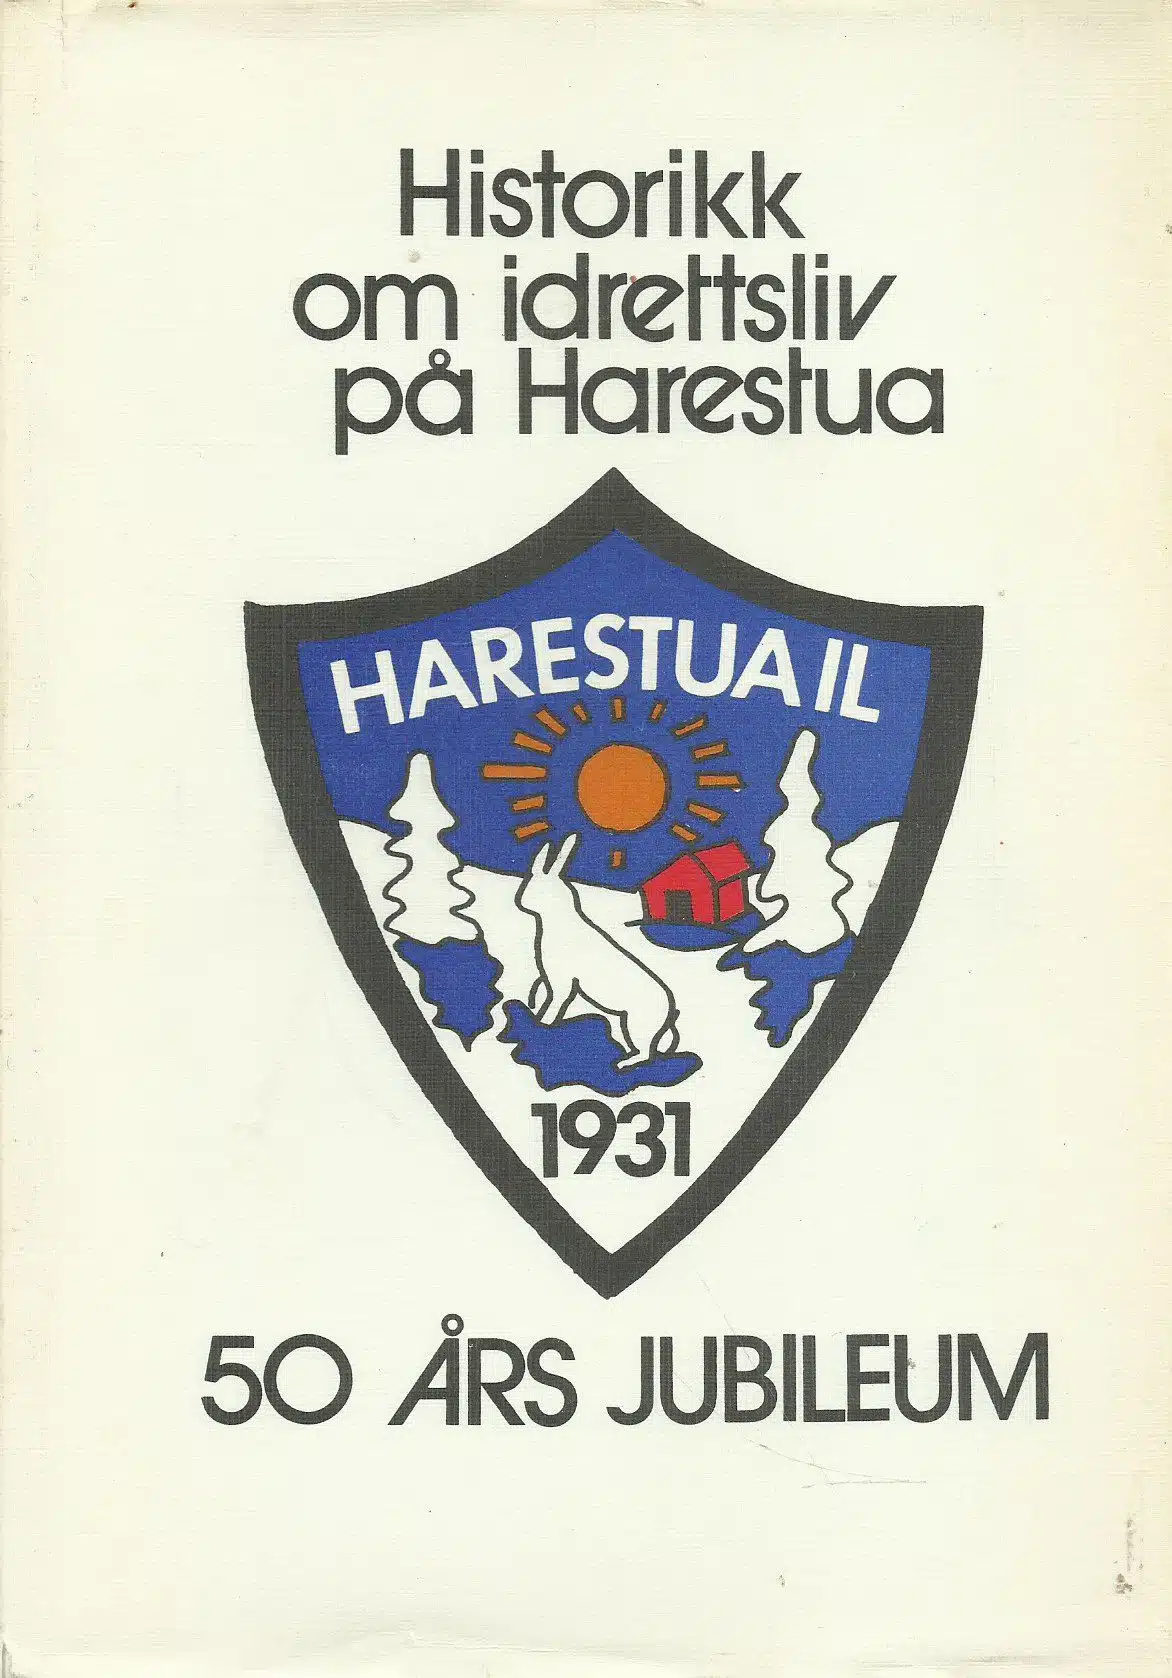 Historikk
om idrettsliv
på Harestua
HARESTUA IL
1931
50 ÅRS JUBILEUM